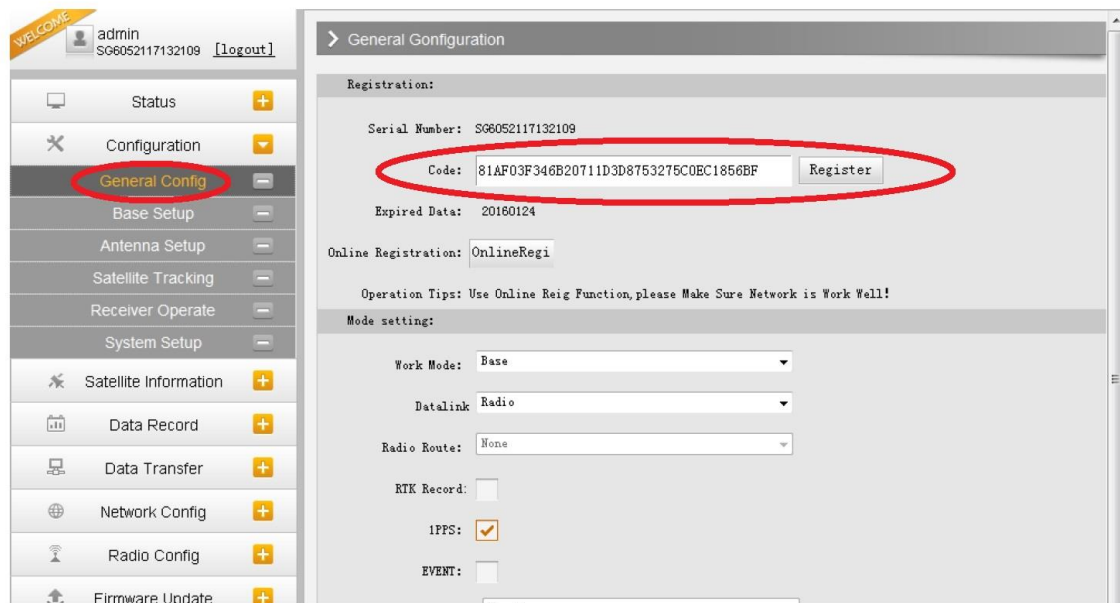 WELCOME
admin
SG6052117132109 [logout]
Status
Configuration
General Config
Base Setup
Antenna Setup
Satellite Tracking
Receiver Operate
System Setup
Satellite Information
Data Record
Data Transfer
Network Config
Radio Config
Firmware Update
General Gonfiguration
Registration:
Serial Number: SG6052117132109
Code: 81AF03F346B20711D3D8753275C0EC1856BF Register
Expired Data: 20160124
Online Registration: OnlineRegi
Operation Tips: Use Online Reig Function,please Make Sure Network is Work Well!
Mode setting:
Work Mode: Base
Datalink Radio
Radio Route: None
RTK Record:
1PPS:
EVENT: